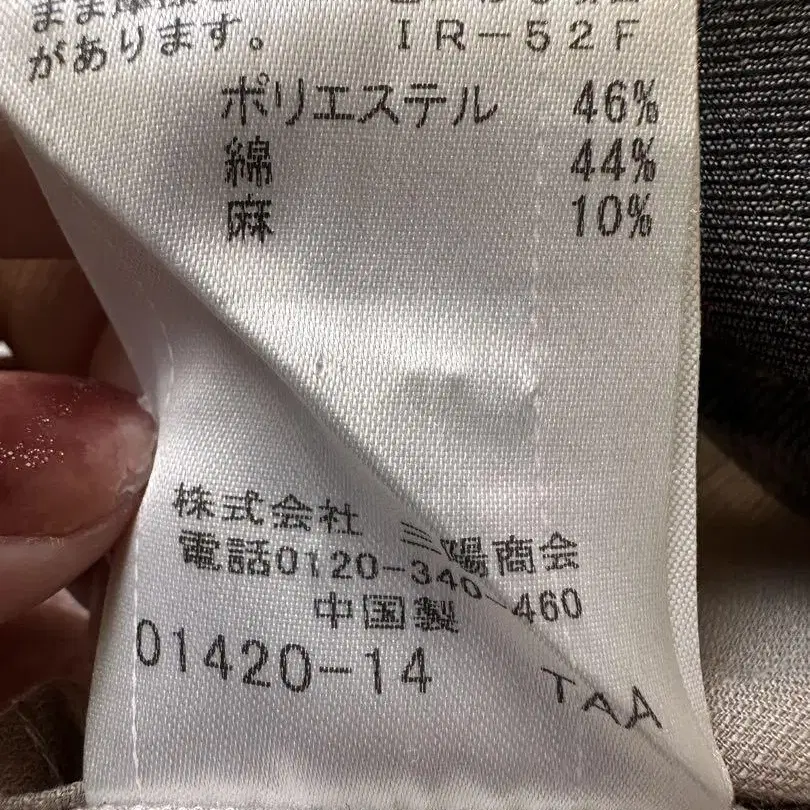 があります。 IR-52F
ポリエステル 46%
綿 44%
麻 10%
株式会社 三陽商会
電話0120-340-460
中国製
01420-14 TAA